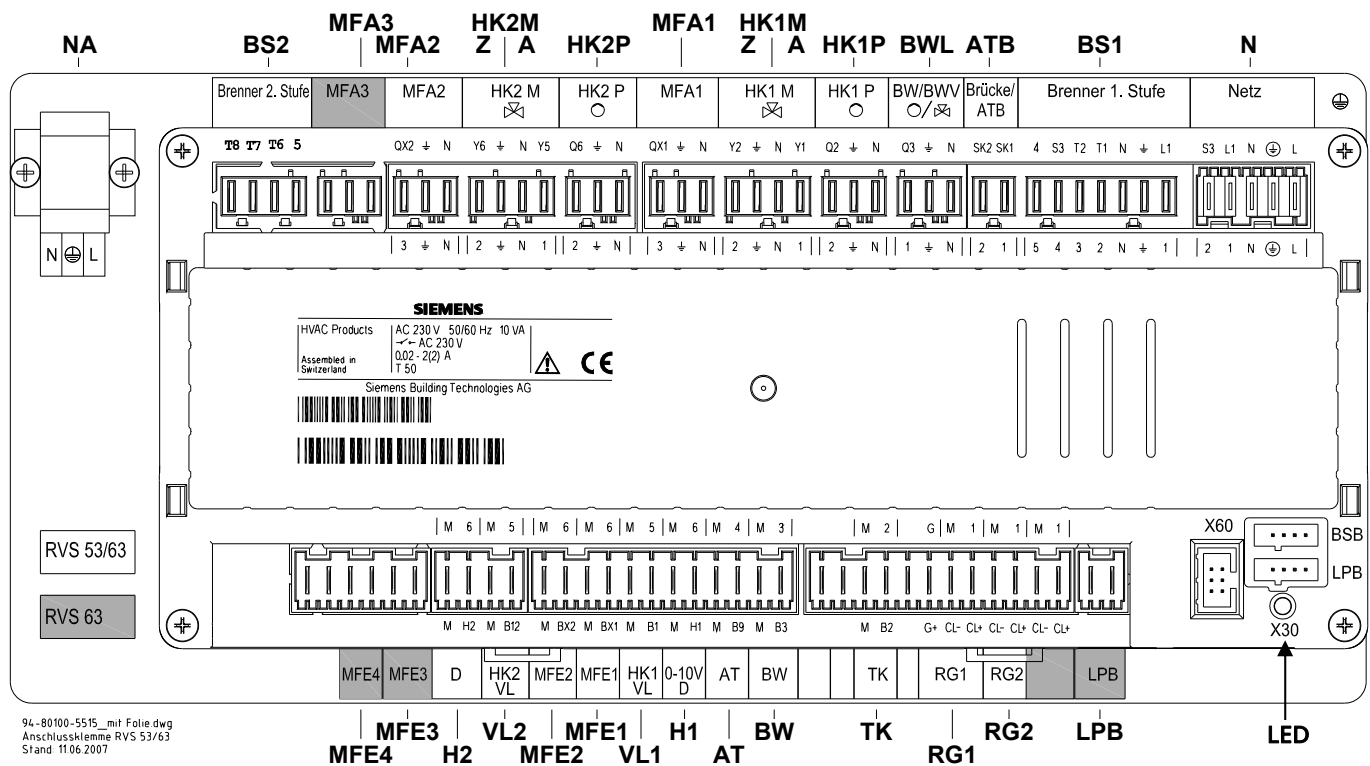 MFA3 HK2M MFA1 HK1M
NA BS2 MFA2 Z A HK2P Z A HK1P BWL ATB BS1 N
Brenner 2. Stufe MFA3 MFA2 HK2 M HK2 P MFA1 HK1 M HK1 P BW/BWV Brücke/ Brenner 1. Stufe Netz
ATB
T8 T7 T6 5 QX2 ⏚ N Y6 ⏚ N Y5 Q6 ⏚ N QX1 ⏚ N Y2 ⏚ N Y1 Q2 ⏚ N Q3 ⏚ N SK2 SK1 4 S3 T2 T1 N ⏚ L1 S3 L1 N ⏚ L
N ⏚ L
3 ⏚ N 2 ⏚ N 1 2 ⏚ N 3 ⏚ N 2 ⏚ N 1 2 ⏚ N 1 ⏚ N 2 1 5 4 3 2 N ⏚ 1 2 1 N ⏚ L
SIEMENS
HVAC Products AC 230 V 50/60 Hz 10 VA
AC 230 V
0.02 - 2(2) A
Assembled in
Switzerland T 50
CE
Siemens Building Technologies AG
M 6 M 5 M 6 M 6 M 5 M 6 M 4 M 3 M 2 G M 1 M 1 M 1
X60
BSB
LPB
X30
RVS 53/63
RVS 63
M H2 M B12 M BX2 M BX1 M B1 M H1 M B9 M B3 M B2 G+ CL- CL+ CL- CL+ CL- CL+
MFE4 MFE3 D HK2 MFE2 MFE1 HK1 0-10V AT BW TK RG1 RG2 LPB
VL VL D
94-80100-5515_mit Folie.dwg
Anschlussklemme RVS 53/63
Stand: 11.06.2007
MFE3 VL2 MFE1 H1 BW TK RG2 LPB LED
MFE4 H2 MFE2 VL1 AT RG1